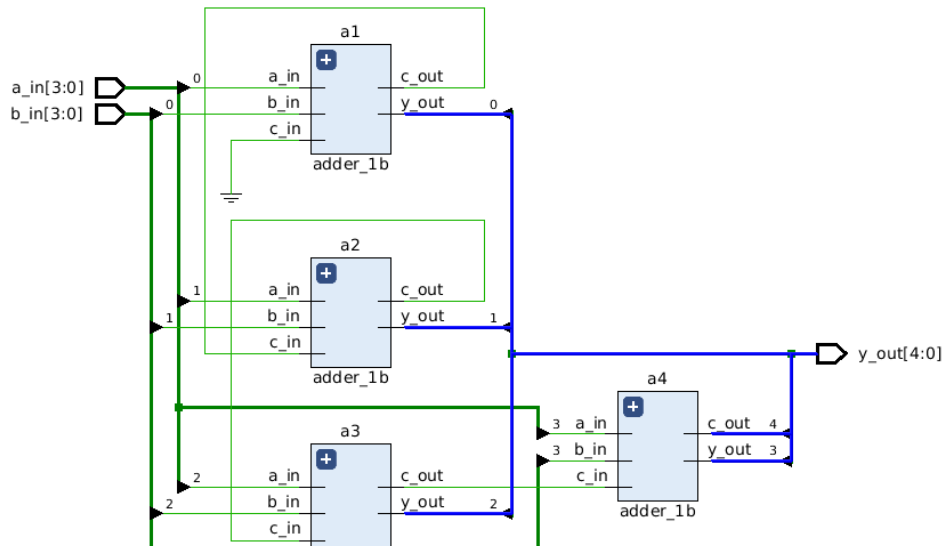 a1
a_in[3:0]
0
a_in
c_out
b_in[3:0]
0
b_in
y_out
0
c_in
adder_1b
a2
1
a_in
c_out
1
b_in
y_out
1
c_in
adder_1b
y_out[4:0]
a4
3
a_in
c_out
4
3
b_in
y_out
3
c_in
adder_1b
a3
2
a_in
c_out
2
b_in
y_out
2
c_in